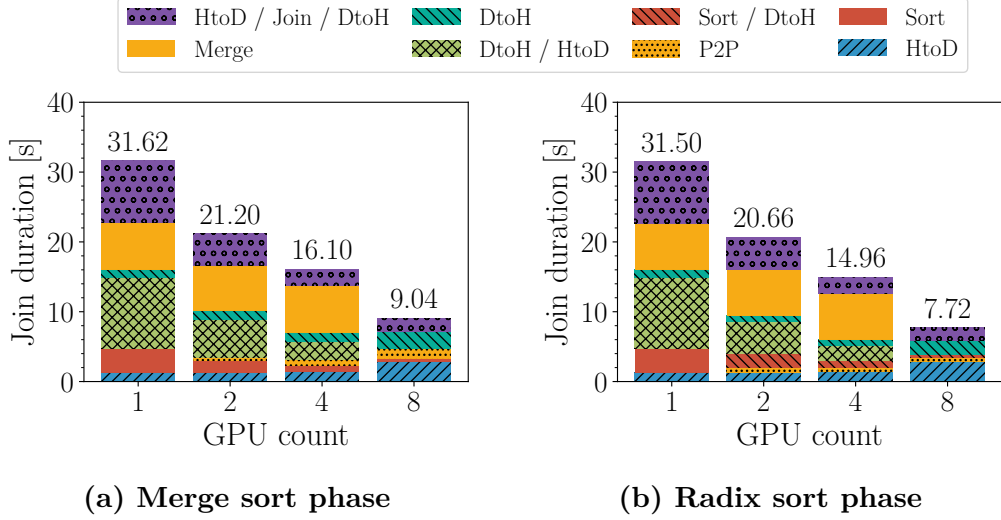 HtoD / Join / DtoH DtoH Sort / DtoH Sort
Merge DtoH / HtoD P2P HtoD
Join duration [s]
40
30
20
10
0
31.62
21.20
16.10
9.04
1 2 4 8
GPU count
(a) Merge sort phase
Join duration [s]
40
30
20
10
0
31.50
20.66
14.96
7.72
1 2 4 8
GPU count
(b) Radix sort phase